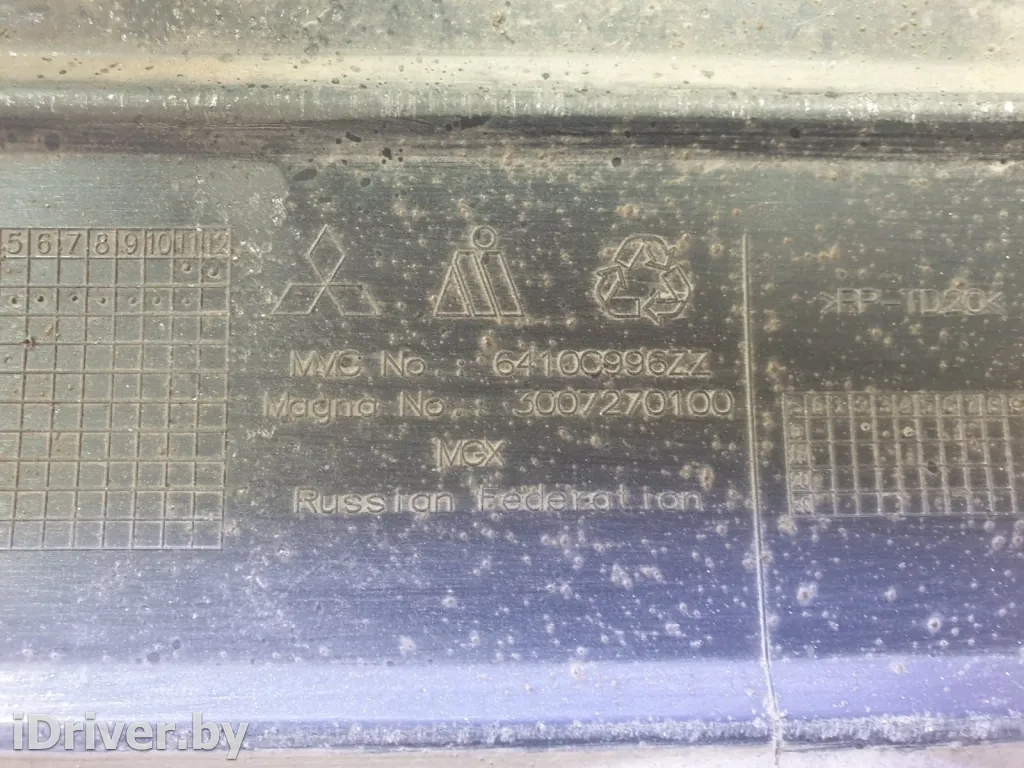 5 6 7 8 9 10 11 12
MMC No. : 6410C996ZZ
Magna No. : 3007270100
MGX
Russian Federation
>PP-TD20<
iDriver.by